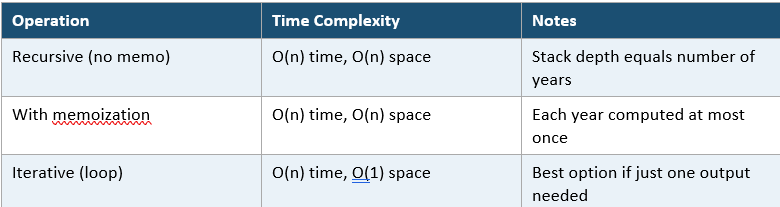 Operation Time Complexity Notes
Recursive (no memo) O(n) time, O(n) space Stack depth equals number of
years
With memoization O(n) time, O(n) space Each year computed at most
once
Iterative (loop) O(n) time, O(1) space Best option if just one output
needed